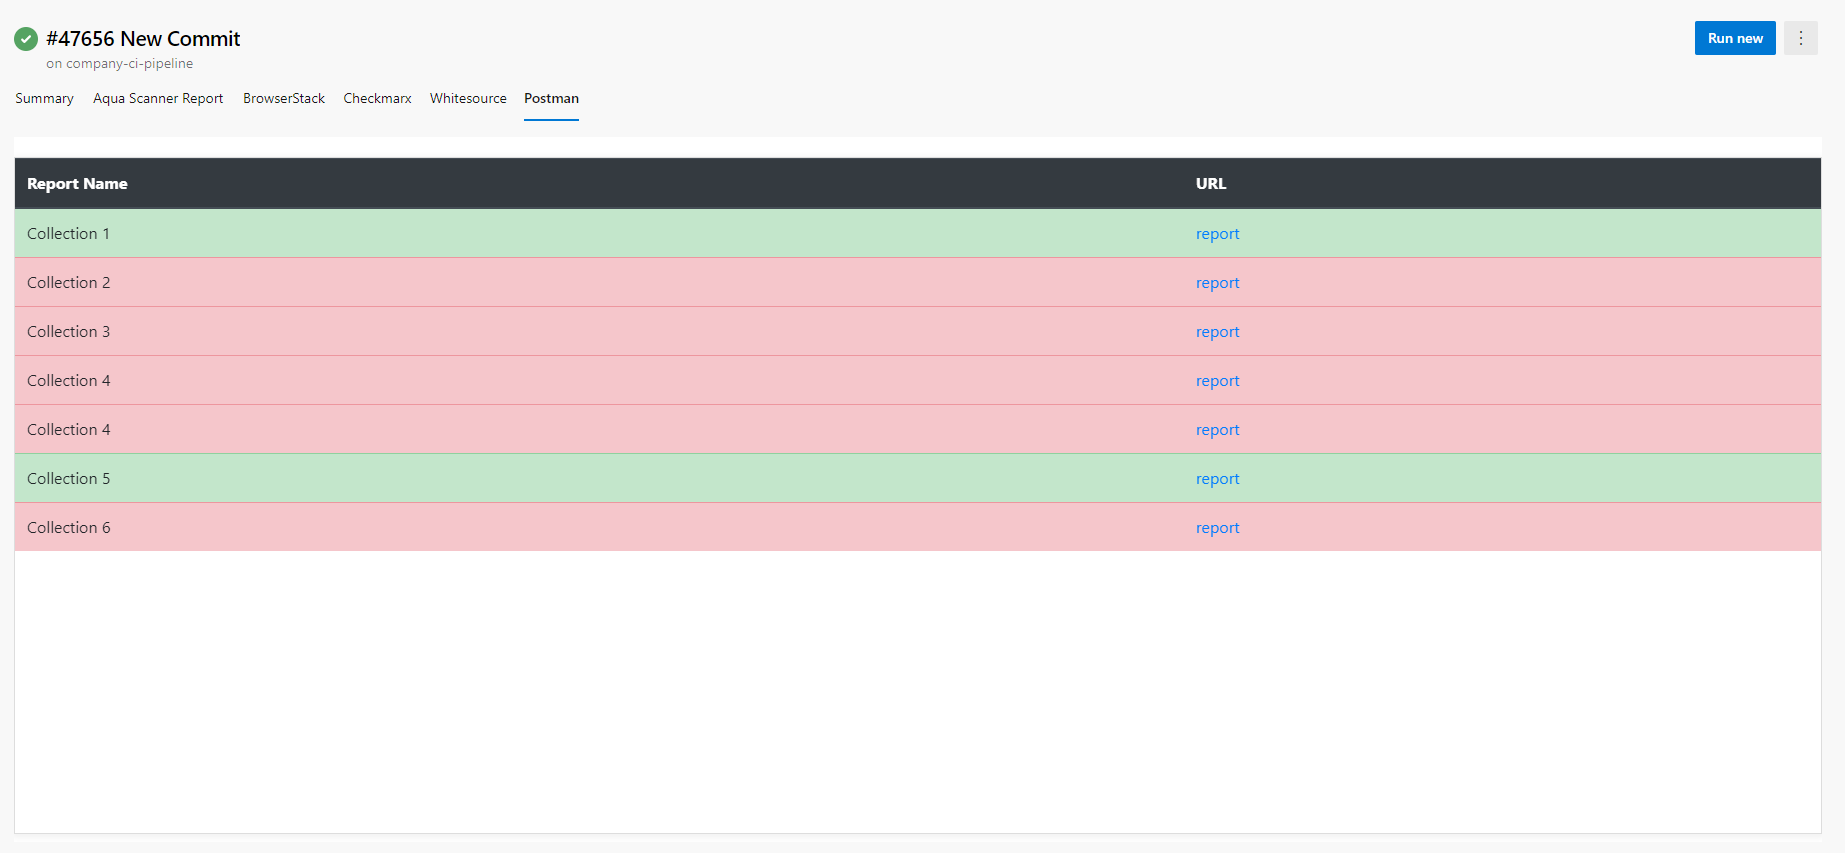 #47656 New Commit
Run new
on company-ci-pipeline
Summary Aqua Scanner Report BrowserStack Checkmarx Whitesource Postman
Report Name URL
Collection 1 report
Collection 2 report
Collection 3 report
Collection 4 report
Collection 4 report
Collection 5 report
Collection 6 report